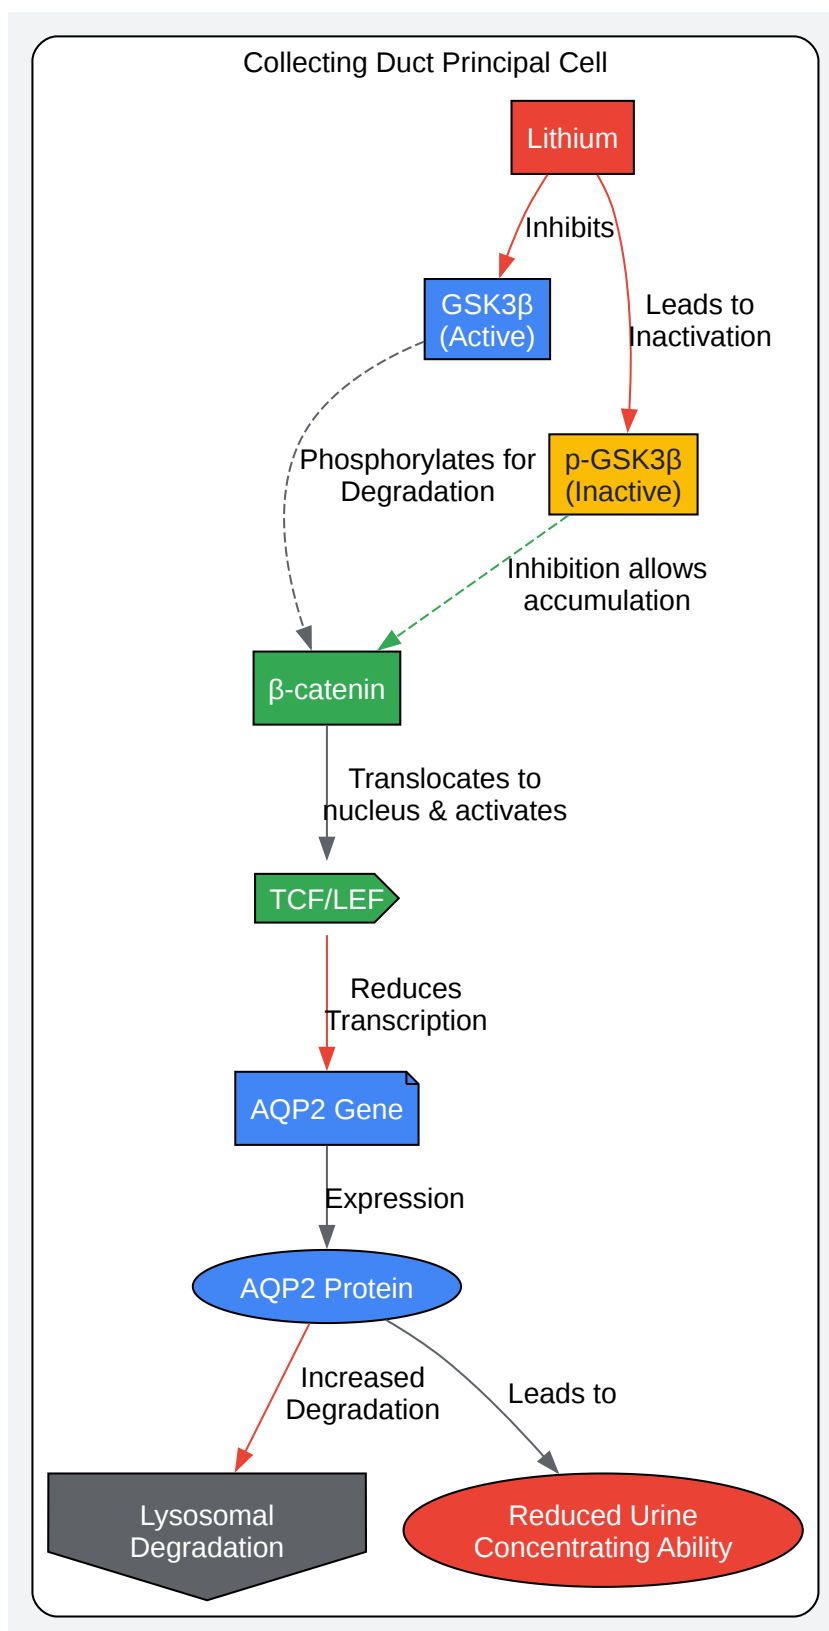 Collecting Duct Principal Cell
Lithium
Inhibits
GSK3β
(Active)
Leads to
Inactivation
Phosphorylates for
Degradation
p-GSK3β
(Inactive)
Inhibition allows
accumulation
β-catenin
Translocates to
nucleus & activates
TCF/LEF
Reduces
Transcription
AQP2 Gene
Expression
AQP2 Protein
Increased
Degradation
Leads to
Lysosomal
Degradation
Reduced Urine
Concentrating Ability